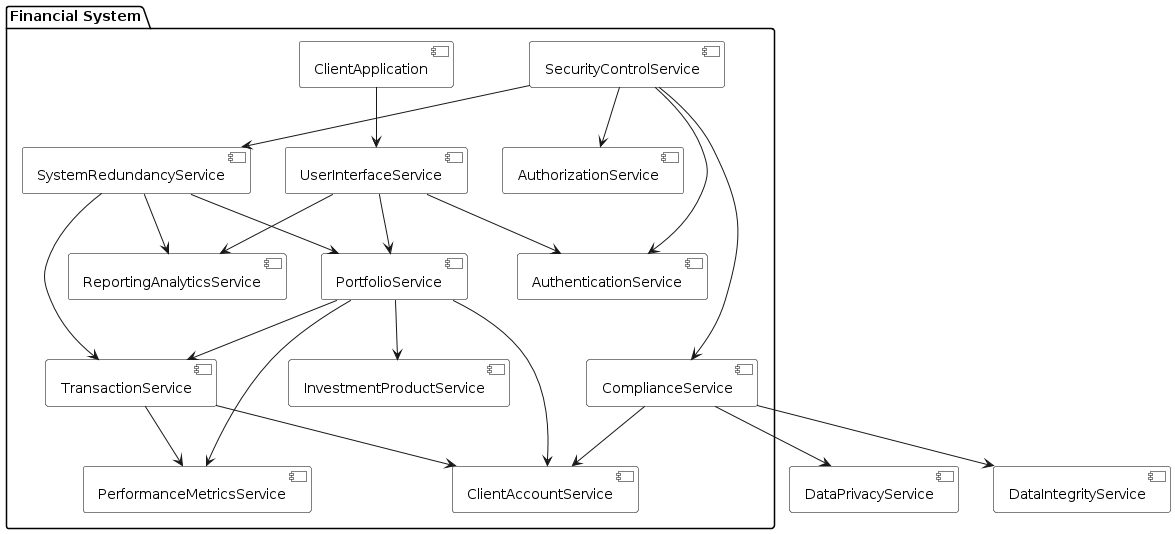 Financial System
ClientApplication
SecurityControlService
SystemRedundancyService
UserInterfaceService
AuthorizationService
ReportingAnalyticsService
PortfolioService
AuthenticationService
TransactionService
InvestmentProductService
ComplianceService
PerformanceMetricsService
ClientAccountService
DataPrivacyService
DataIntegrityService